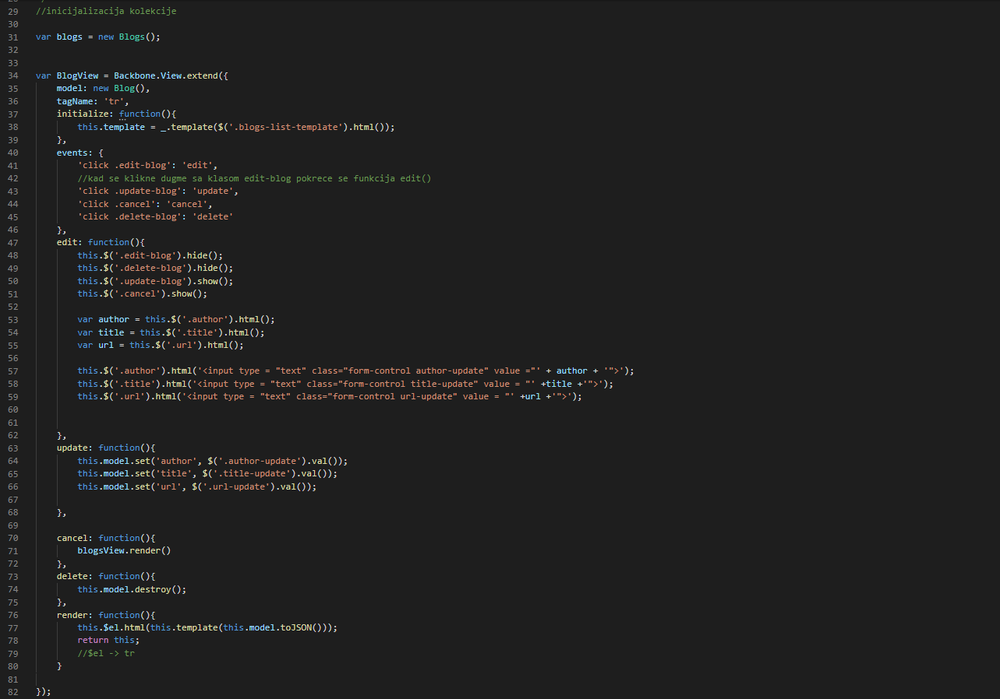 29 //inicijalizacija kolekcije
30
31 var blogs = new Blogs();
32
33
34 var BlogView = Backbone.View.extend({
35     model: new Blog(),
36     tagName: 'tr',
37     initialize: function(){
38         this.template = _.template($('.blogs-list-template').html());
39     },
40     events: {
41         'click .edit-blog': 'edit',
42         //kad se klikne dugme sa klasom edit-blog pokrece se funkcija edit()
43         'click .update-blog': 'update',
44         'click .cancel': 'cancel',
45         'click .delete-blog': 'delete'
46     },
47     edit: function(){
48         this.$('.edit-blog').hide();
49         this.$('.delete-blog').hide();
50         this.$('.update-blog').show();
51         this.$('.cancel').show();
52
53         var author = this.$('.author').html();
54         var title = this.$('.title').html();
55         var url = this.$('.url').html();
56
57         this.$('.author').html('<input type = "text" class="form-control author-update" value ="' + author + '">');
58         this.$('.title').html('<input type = "text" class="form-control title-update" value = "' +title +'">');
59         this.$('.url').html('<input type = "text" class="form-control url-update" value = "' +url +'">');
60
61
62     },
63     update: function(){
64         this.model.set('author', $('.author-update').val());
65         this.model.set('title', $('.title-update').val());
66         this.model.set('url', $('.url-update').val());
67
68     },
69
70     cancel: function(){
71         blogsView.render()
72     },
73     delete: function(){
74         this.model.destroy();
75     },
76     render: function(){
77         this.$el.html(this.template(this.model.toJSON()));
78         return this;
79         //$el -> tr
80     }
81
82 });